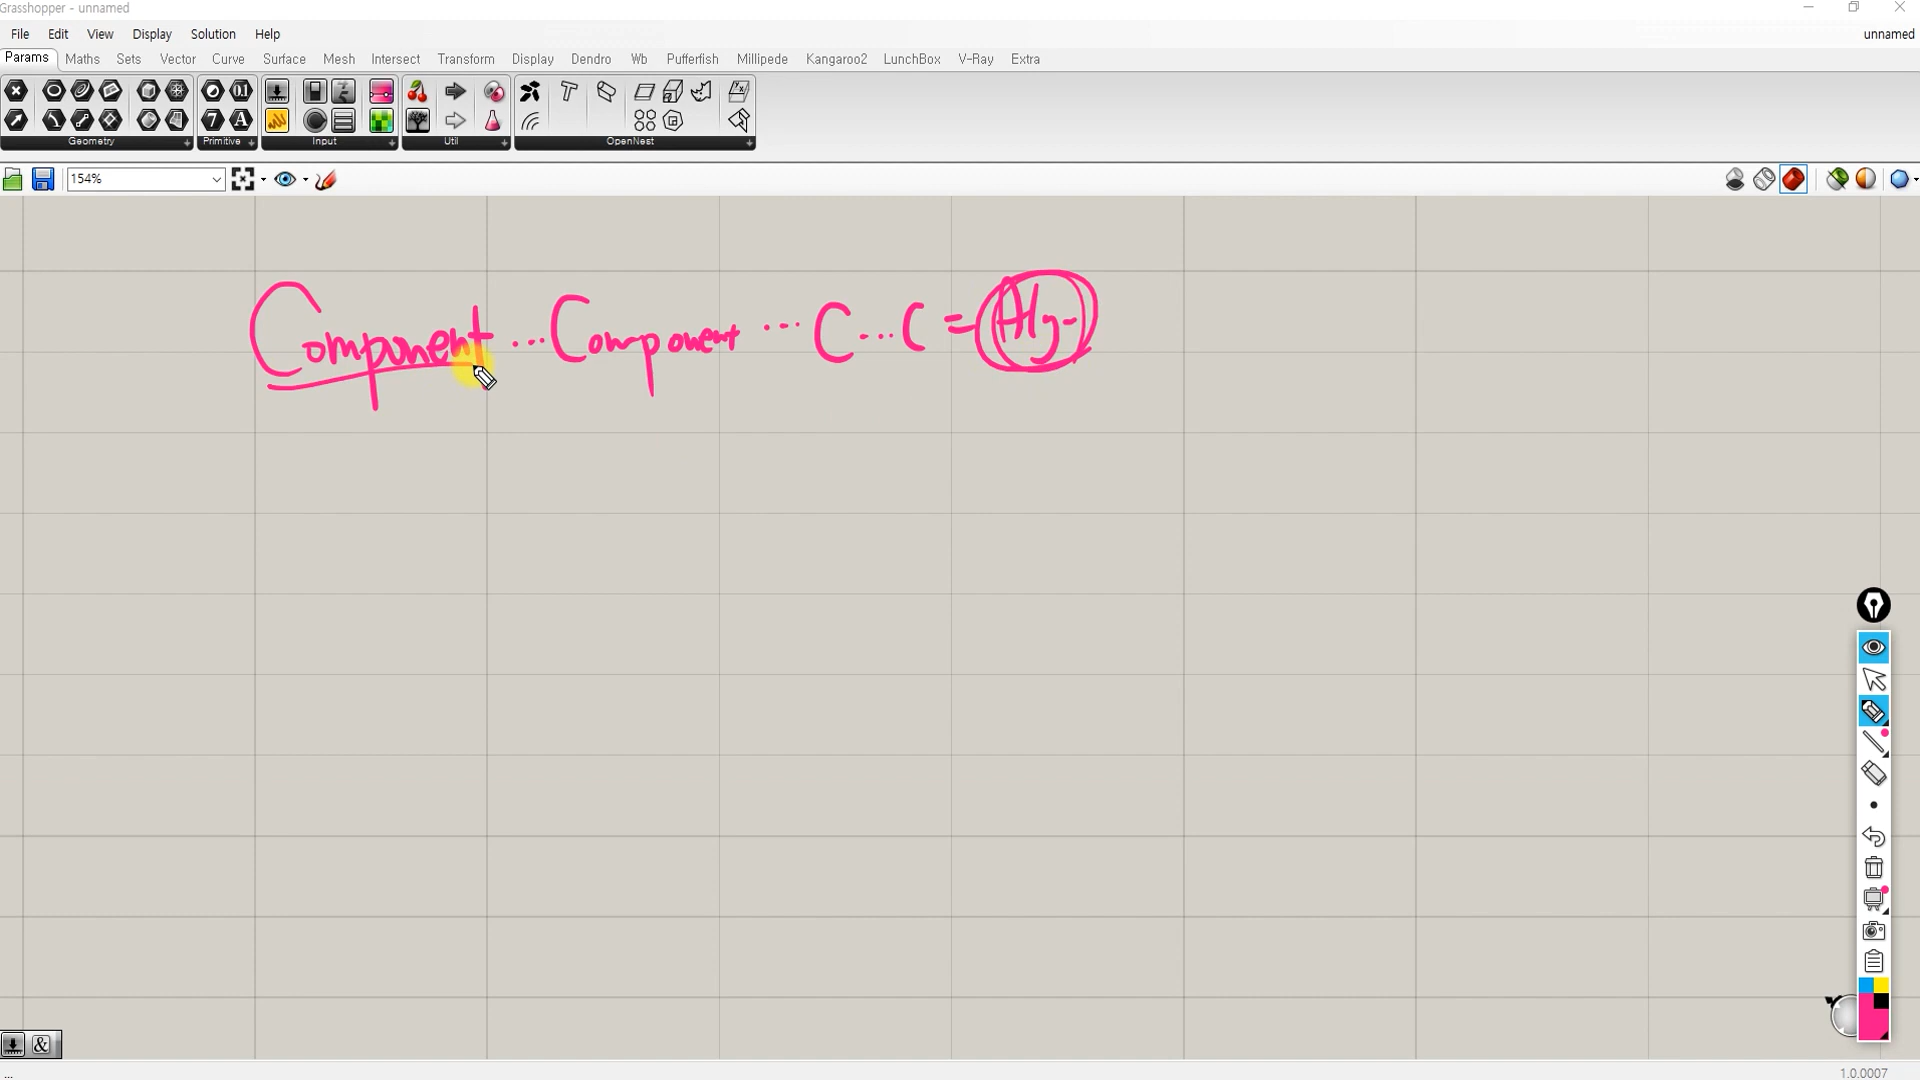 Grasshopper - unnamed
File Edit View Display Solution Help unnamed
Params Maths Sets Vector Curve Surface Mesh Intersect Transform Display Dendro Wb Pufferfish Millipede Kangaroo2 LunchBox V-Ray Extra
Geometry Primitive Input Util OpenNest
154%
Component ... Component ... C ... C = Alg-
&
... 1.0.0007